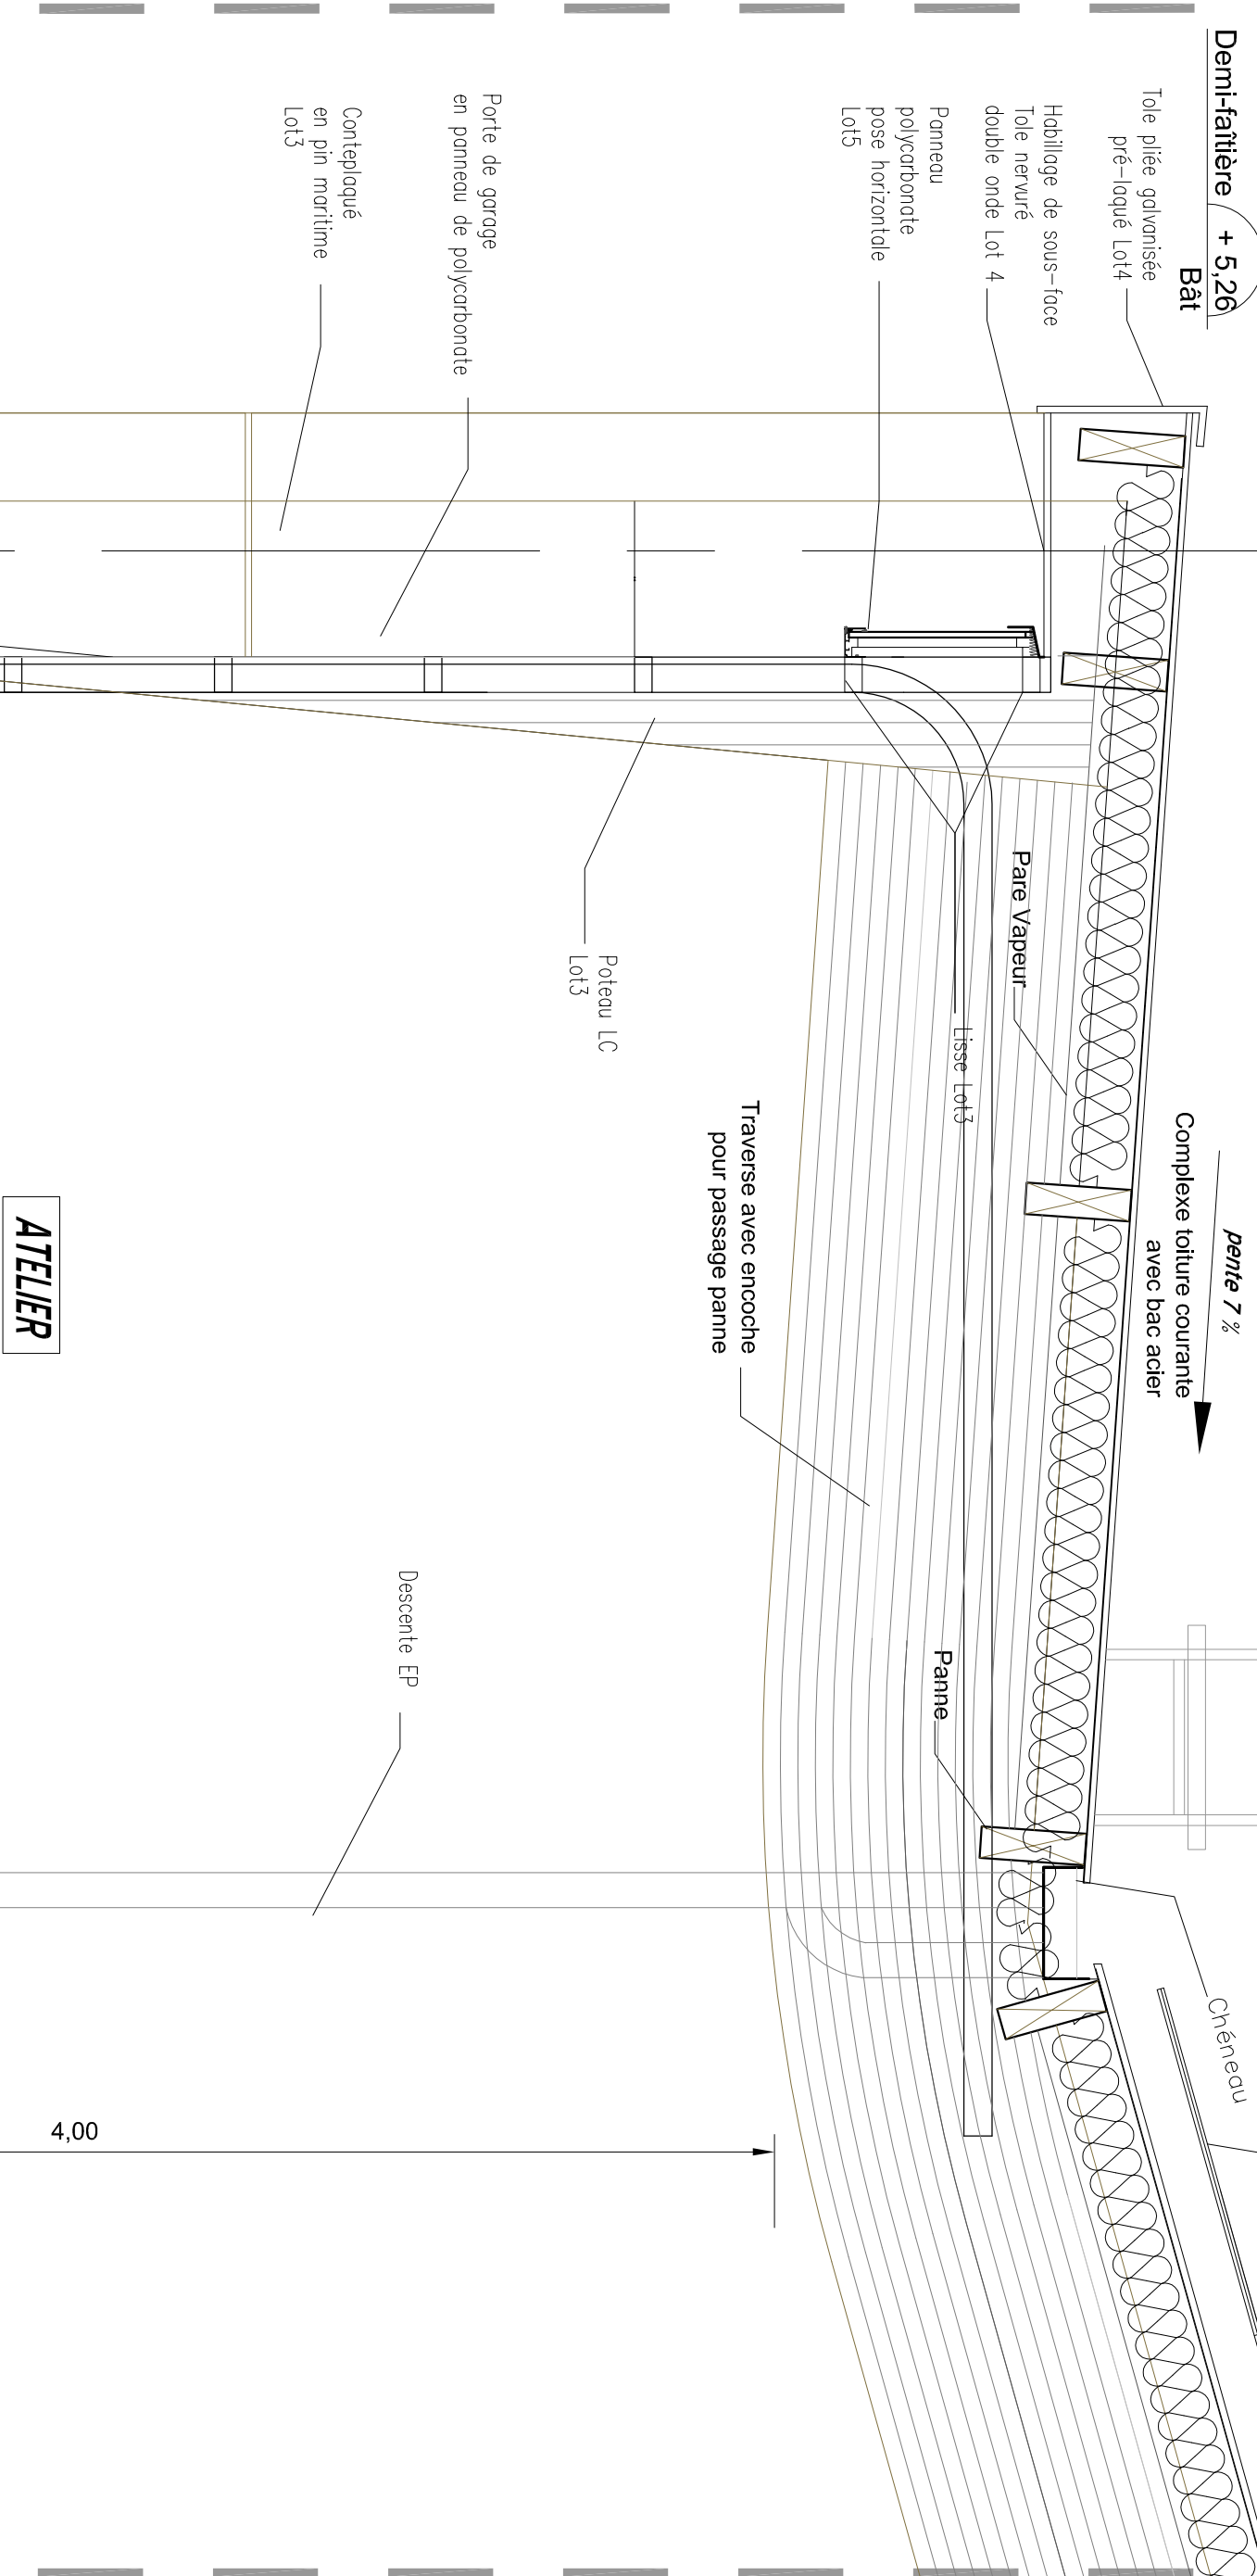 Demi-faîtière
+ 5,26
Bât
Tole pliée galvanisée
pré-laqué Lot4
Habillage de sous-face
Tole nervuré
double onde Lot 4
Panneau
polycarbonate
pose horizontale
Lot5
Porte de garage
en panneau de polycarbonate
Conteplaqué
en pin maritime
Lot3
pente 7 %
Complexe toiture courante
avec bac acier
Pare Vapeur
Lisse Lot3
Poteau LC
Lot3
Traverse avec encoche
pour passage panne
ATELIER
Panne
Descente EP
Chéneau
4,00